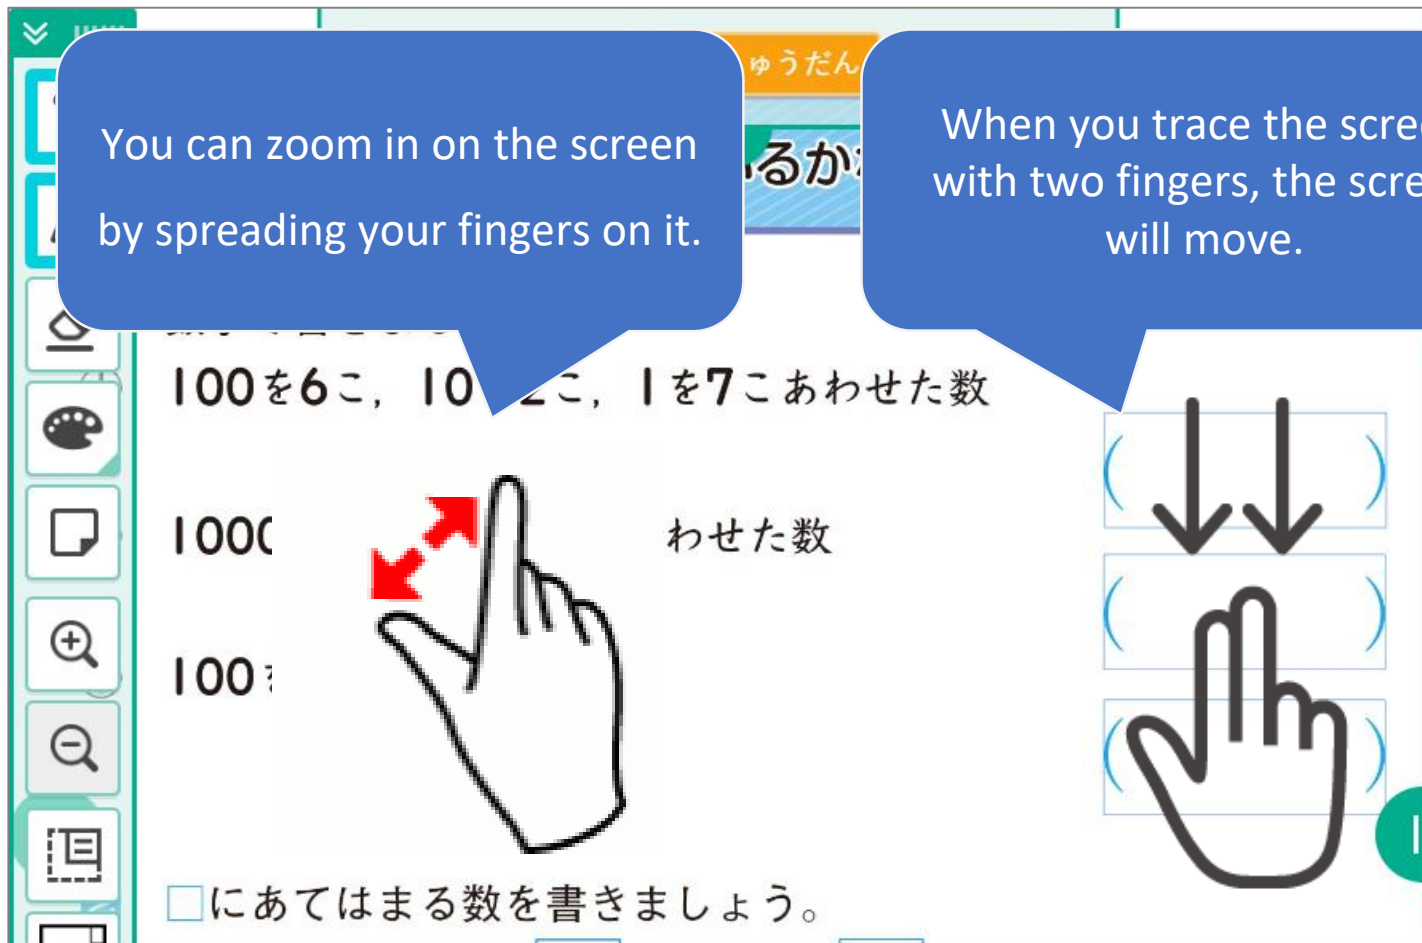 ゅうだん
You can zoom in on the screen
by spreading your fingers on it.
るか
When you trace the scree
with two fingers, the scre
will move.
100を6こ, 10 2こ, 1を7こあわせた数
1000 わせた数
100
□にあてはまる数を書きましょう。